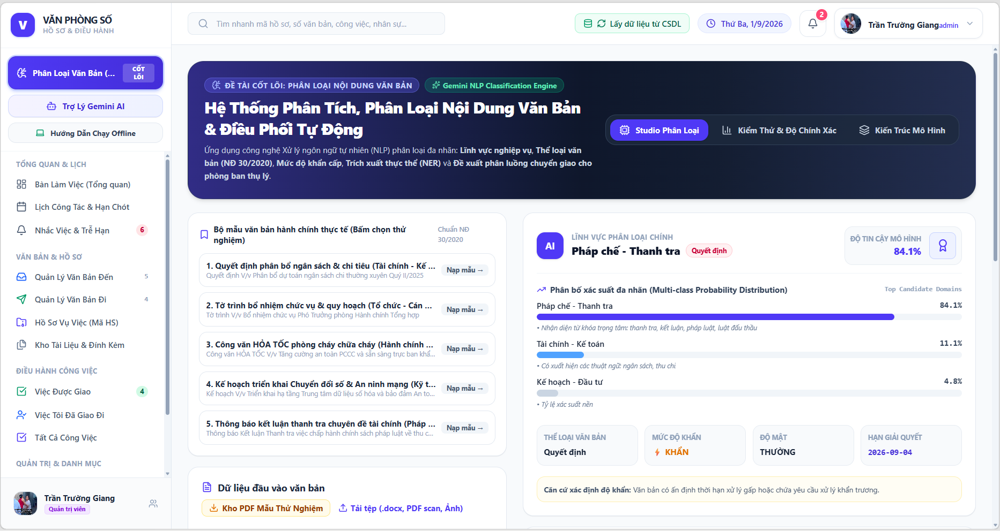 V
VĂN PHÒNG SỐ
HỒ SƠ & ĐIỀU HÀNH
Tìm nhanh mã hồ sơ, số văn bản, công việc, nhân sự...
Lấy dữ liệu từ CSDL
Thứ Ba, 1/9/2026
2
Trần Trường Giang
admin
Phân Loại Văn Bản (...
CỐT LÕI
Trợ Lý Gemini AI
Hướng Dẫn Chạy Offline
TỔNG QUAN & LỊCH
Bàn Làm Việc (Tổng quan)
Lịch Công Tác & Hạn Chót
Nhắc Việc & Trễ Hạn
6
VĂN BẢN & HỒ SƠ
Quản Lý Văn Bản Đến
5
Quản Lý Văn Bản Đi
4
Hồ Sơ Vụ Việc (Mã HS)
Kho Tài Liệu & Đính Kèm
ĐIỀU HÀNH CÔNG VIỆC
Việc Được Giao
4
Việc Tôi Đã Giao Đi
Tất Cả Công Việc
QUẢN TRỊ & DANH MỤC
Trần Trường Giang
Quản trị viên
ĐỀ TÀI CỐT LÕI: PHÂN LOẠI NỘI DUNG VĂN BẢN
Gemini NLP Classification Engine
Hệ Thống Phân Tích, Phân Loại Nội Dung Văn Bản
& Điều Phối Tự Động
Ứng dụng công nghệ Xử lý ngôn ngữ tự nhiên (NLP) phân loại đa nhãn: Lĩnh vực nghiệp vụ, Thể loại văn
bản (NĐ 30/2020), Mức độ khẩn cấp, Trích xuất thực thể (NER) và Đề xuất phân luồng chuyển giao cho
phòng ban thụ lý.
Studio Phân Loại
Kiểm Thử & Độ Chính Xác
Kiến Trúc Mô Hình
Bộ mẫu văn bản hành chính thực tế (Bấm chọn thử
nghiệm)
Chuẩn NĐ
30/2020
1. Quyết định phân bổ ngân sách & chi tiêu (Tài chính - Kế ...
Quyết định V/v Phân bổ dự toán ngân sách chi thường xuyên Quý II/2025
Nạp mẫu →
2. Tờ trình bổ nhiệm chức vụ & quy hoạch (Tổ chức - Cán ...
Tờ trình V/v Bổ nhiệm chức vụ Phó Trưởng phòng Hành chính Tổng hợp
Nạp mẫu →
3. Công văn HỎA TỐC phòng cháy chữa cháy (Hành chính ...
Công văn HỎA TỐC V/v Tăng cường an toàn PCCC và sẵn sàng trực ban khẩ...
Nạp mẫu →
4. Kế hoạch triển khai Chuyển đổi số & An ninh mạng (Kỹ t...
Kế hoạch V/v Triển khai hạ tầng Trung tâm dữ liệu số hóa và bảo đảm An to...
Nạp mẫu →
5. Thông báo kết luận thanh tra chuyên đề tài chính (Pháp ...
Thông báo Kết luận Thanh tra việc chấp hành chính sách pháp luật về thu c...
Nạp mẫu →
Dữ liệu đầu vào văn bản
Kho PDF Mẫu Thử Nghiệm
Tải tệp (.docx, PDF scan, Ảnh)
AI
LĨNH VỰC PHÂN LOẠI CHÍNH
Pháp chế - Thanh tra
Quyết định
ĐỘ TIN CẬY MÔ HÌNH
84.1%
Phân bố xác suất đa nhãn (Multi-class Probability Distribution)
Top Candidate Domains
Pháp chế - Thanh tra
84.1%
• Nhận diện từ khóa trọng tâm: thanh tra, kết luận, pháp luật, luật đấu thầu
Tài chính - Kế toán
11.1%
• Có xuất hiện các thuật ngữ: ngân sách, thu chi
Kế hoạch - Đầu tư
4.8%
• Tỷ lệ xác suất nền
THỂ LOẠI VĂN BẢN
Quyết định
MỨC ĐỘ KHẨN
KHẨN
ĐỘ MẬT
THƯỜNG
HẠN GIẢI QUYẾT
2026-09-04
Căn cứ xác định độ khẩn: Văn bản có ấn định thời hạn xử lý gấp hoặc chứa yêu cầu xử lý khẩn trương.